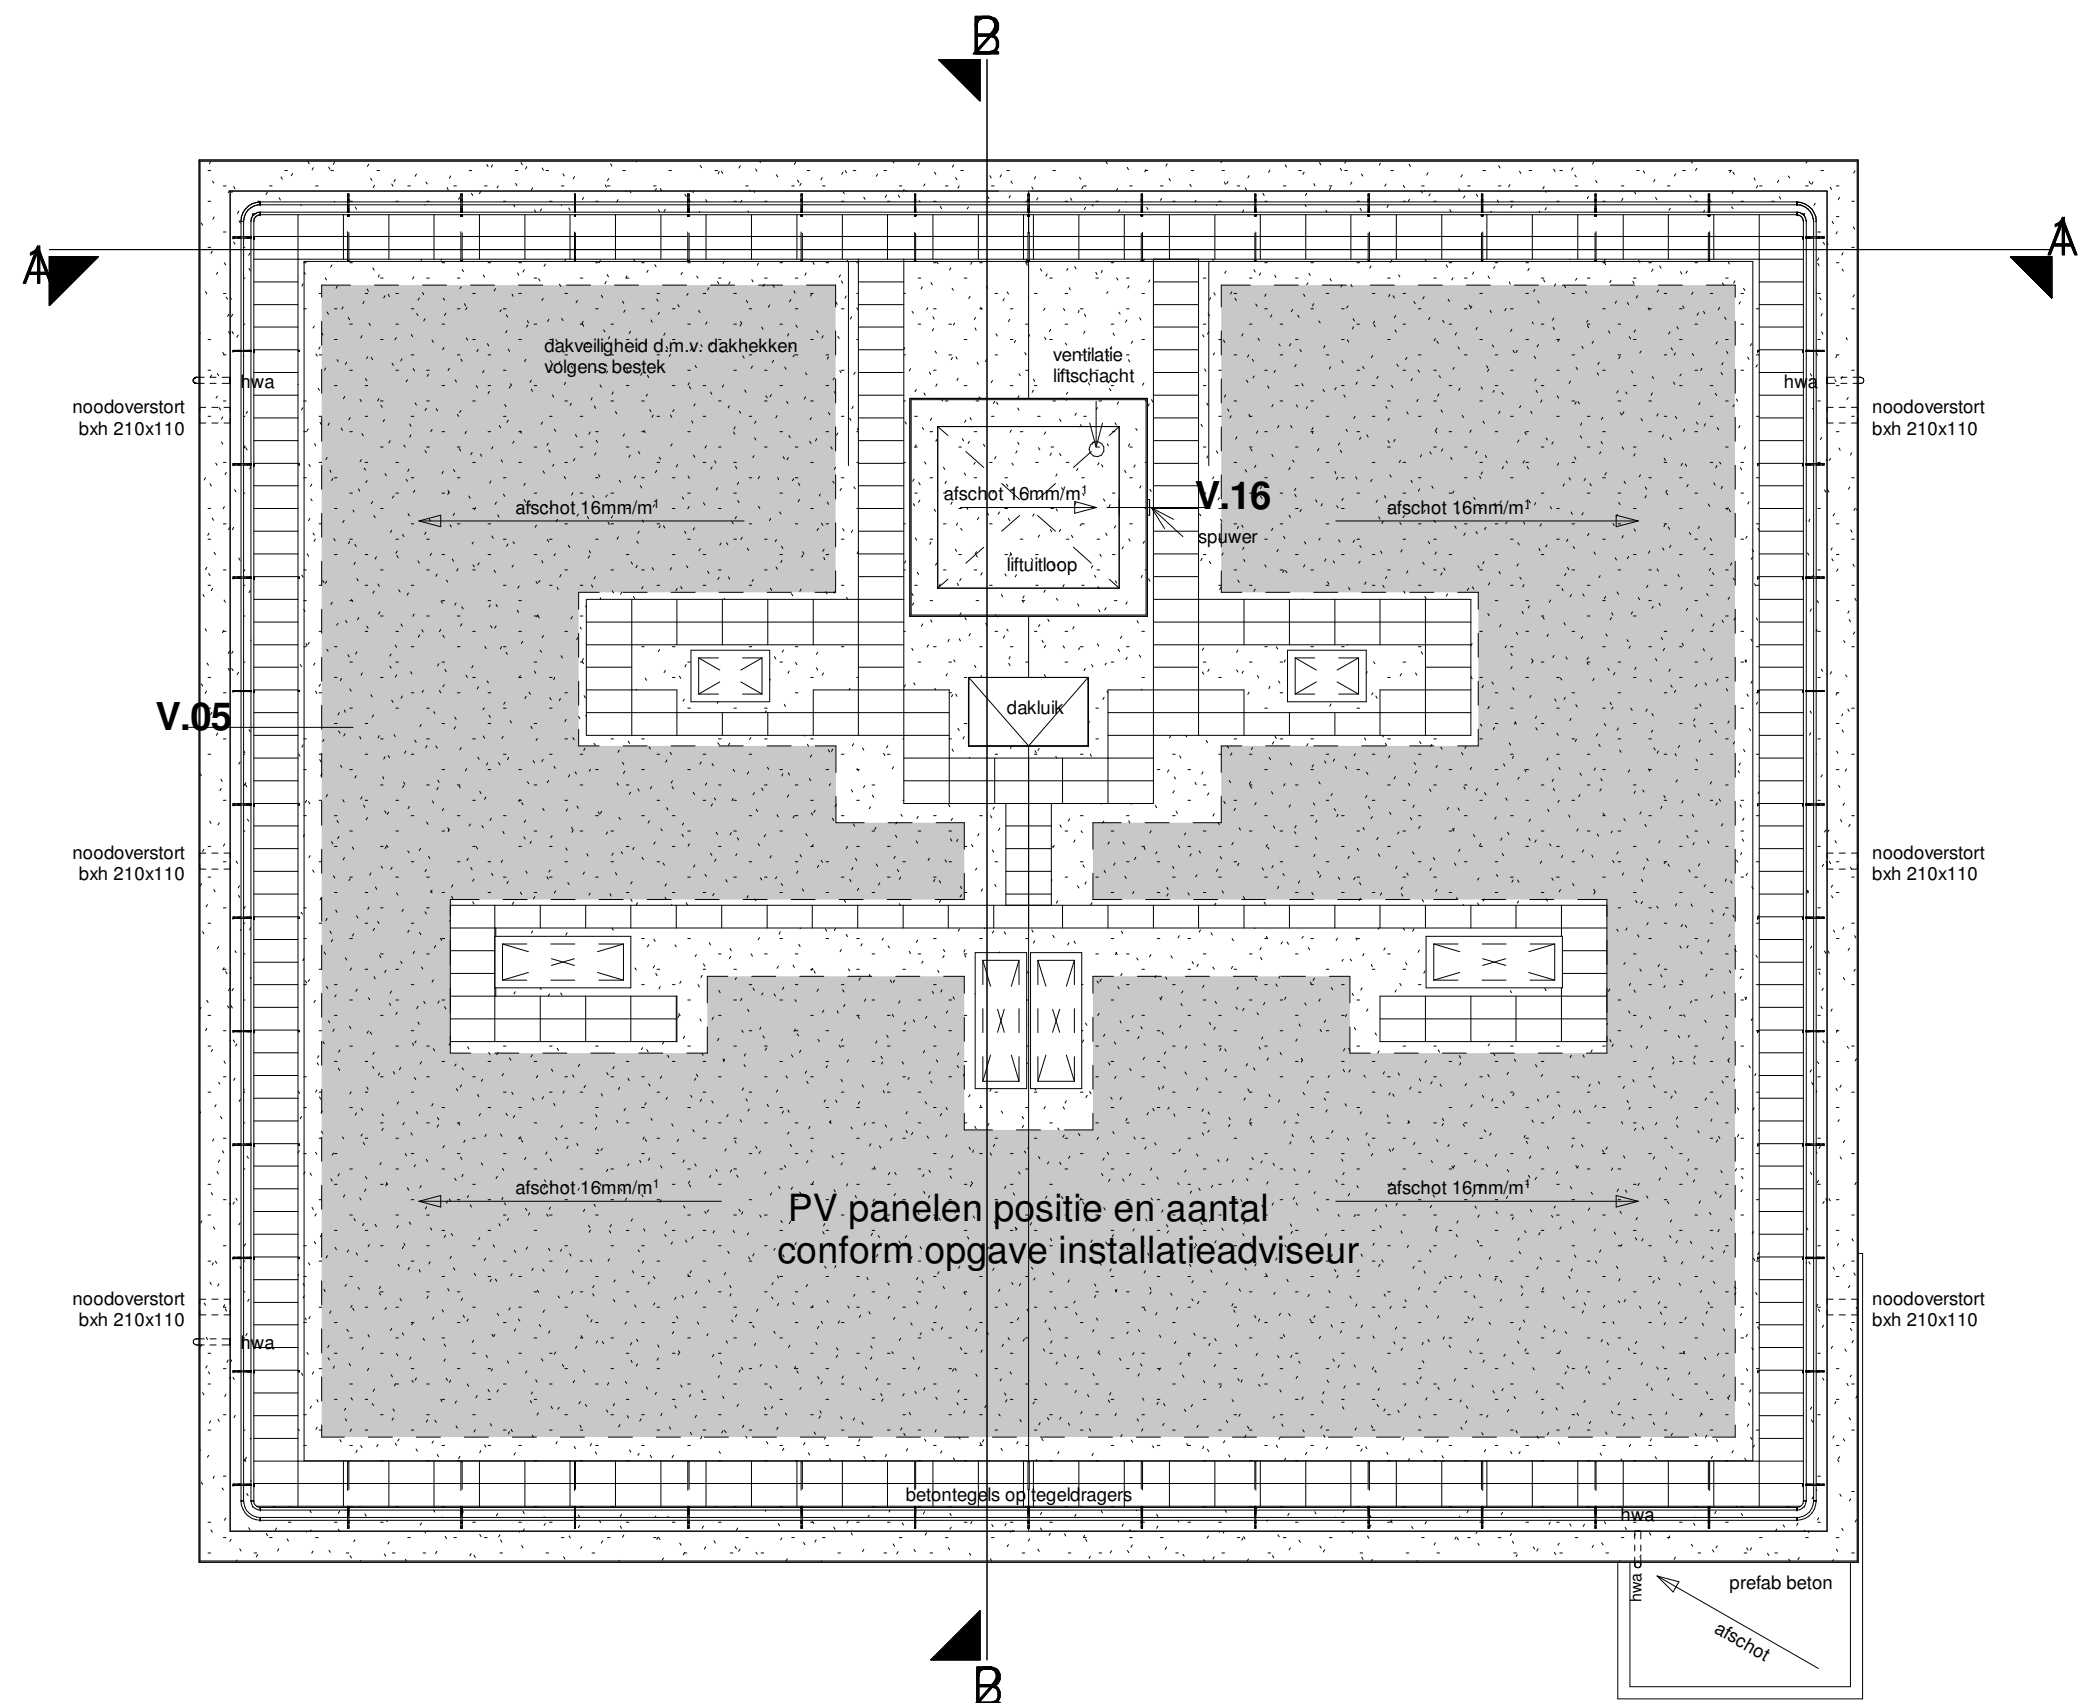 B
A
A
dakveiligheid d.m.v. dakhekken
volgens bestek
ventilatie
liftschacht
hwa
hwa
noodoverstort
bxh 210x110
noodoverstort
bxh 210x110
afschot 16mm/m¹
afschot 16mm/m¹
V.16
afschot 16mm/m¹
spuwer
liftuitloop
V.05
dakluik
noodoverstort
bxh 210x110
noodoverstort
bxh 210x110
afschot 16mm/m¹
afschot 16mm/m¹
PV panelen positie en aantal
conform opgave installatieadviseur
noodoverstort
bxh 210x110
noodoverstort
bxh 210x110
hwa
betontegels op tegeldragers
hwa
hwa
prefab beton
afschot
B